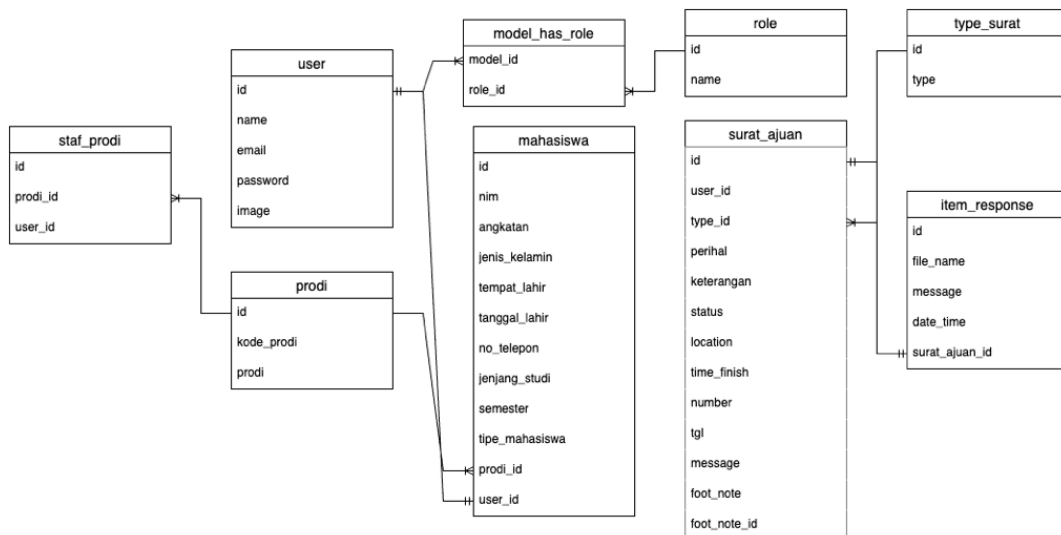 staf_prodi
id
prodi_id
user_id
user
id
name
email
password
image
prodi
id
kode_prodi
prodi
model_has_role
model_id
role_id
mahasiswa
id
nim
angkatan
jenis_kelamin
tempat_lahir
tanggal_lahir
no_telepon
jenjang_studi
semester
tipe_mahasiswa
prodi_id
user_id
role
id
name
surat_ajuan
id
user_id
type_id
perihal
keterangan
status
location
time_finish
number
tgl
message
foot_note
foot_note_id
type_surat
id
type
item_response
id
file_name
message
date_time
surat_ajuan_id